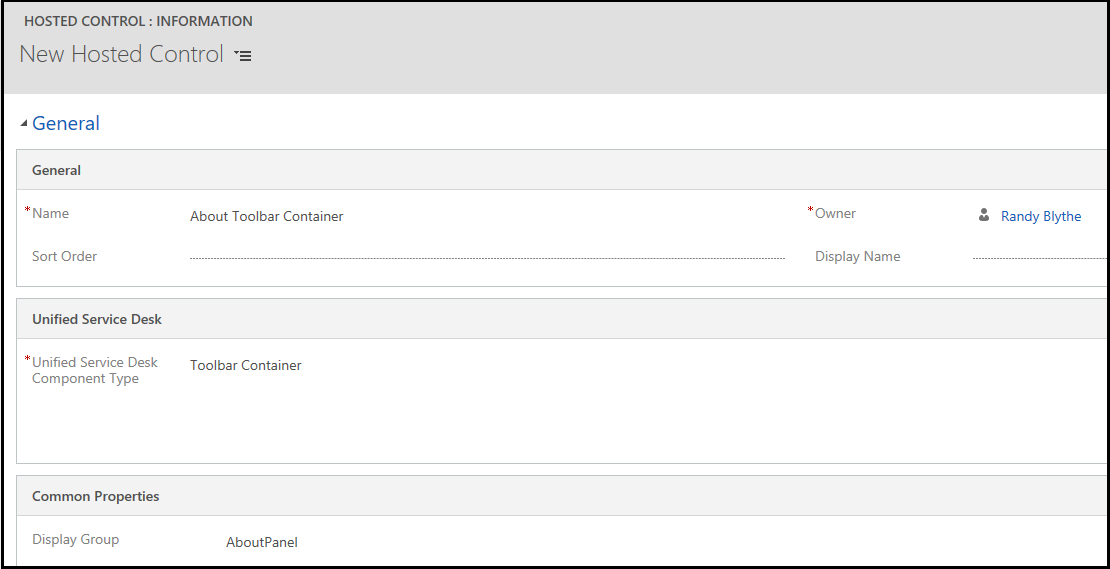 HOSTED CONTROL : INFORMATION
New Hosted Control
General
General
* Name About Toolbar Container * Owner Randy Blythe
Sort Order Display Name
Unified Service Desk
* Unified Service Desk Toolbar Container
Component Type
Common Properties
Display Group AboutPanel